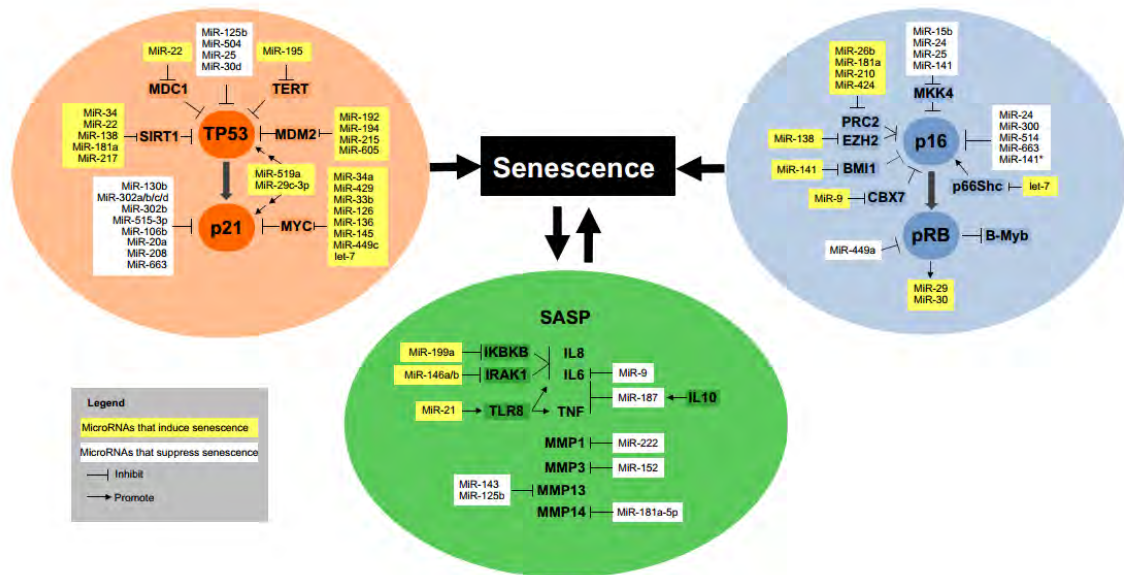 MiR-22
MiR-125b
MiR-504
MiR-25
MiR-30d
MiR-195
MDC1
TERT
MiR-34
MiR-22
MiR-138
MiR-181a
MiR-217
SIRT1
TP53
MDM2
MiR-192
MiR-194
MiR-215
MiR-605
MiR-519a
MiR-29c-3p
MiR-130b
MiR-302a/b/c/d
MiR-302b
MiR-515-3p
MiR-106b
MiR-20a
MiR-208
MiR-663
p21
MYC
MiR-34a
MiR-429
MiR-33b
MiR-126
MiR-136
MiR-145
MiR-449c
let-7
Senescence
MiR-26b
MiR-181a
MiR-210
MiR-424
MiR-15b
MiR-24
MiR-25
MiR-141
MKK4
PRC2
MiR-138
EZH2
p16
MiR-24
MiR-300
MiR-514
MiR-663
MiR-141*
MiR-141
BMI1
p66Shc
let-7
MiR-9
CBX7
MiR-449a
pRB
B-Myb
MiR-29
MiR-30
SASP
MiR-199a
IKBKB
IL8
MiR-146a/b
IRAK1
IL6
MiR-9
MiR-187
IL10
MiR-21
TLR8
TNF
MMP1
MiR-222
MMP3
MiR-152
MiR-143
MiR-125b
MMP13
MMP14
MiR-181a-5p
Legend
MicroRNAs that induce senescence
MicroRNAs that suppress senescence
Inhibit
Promote